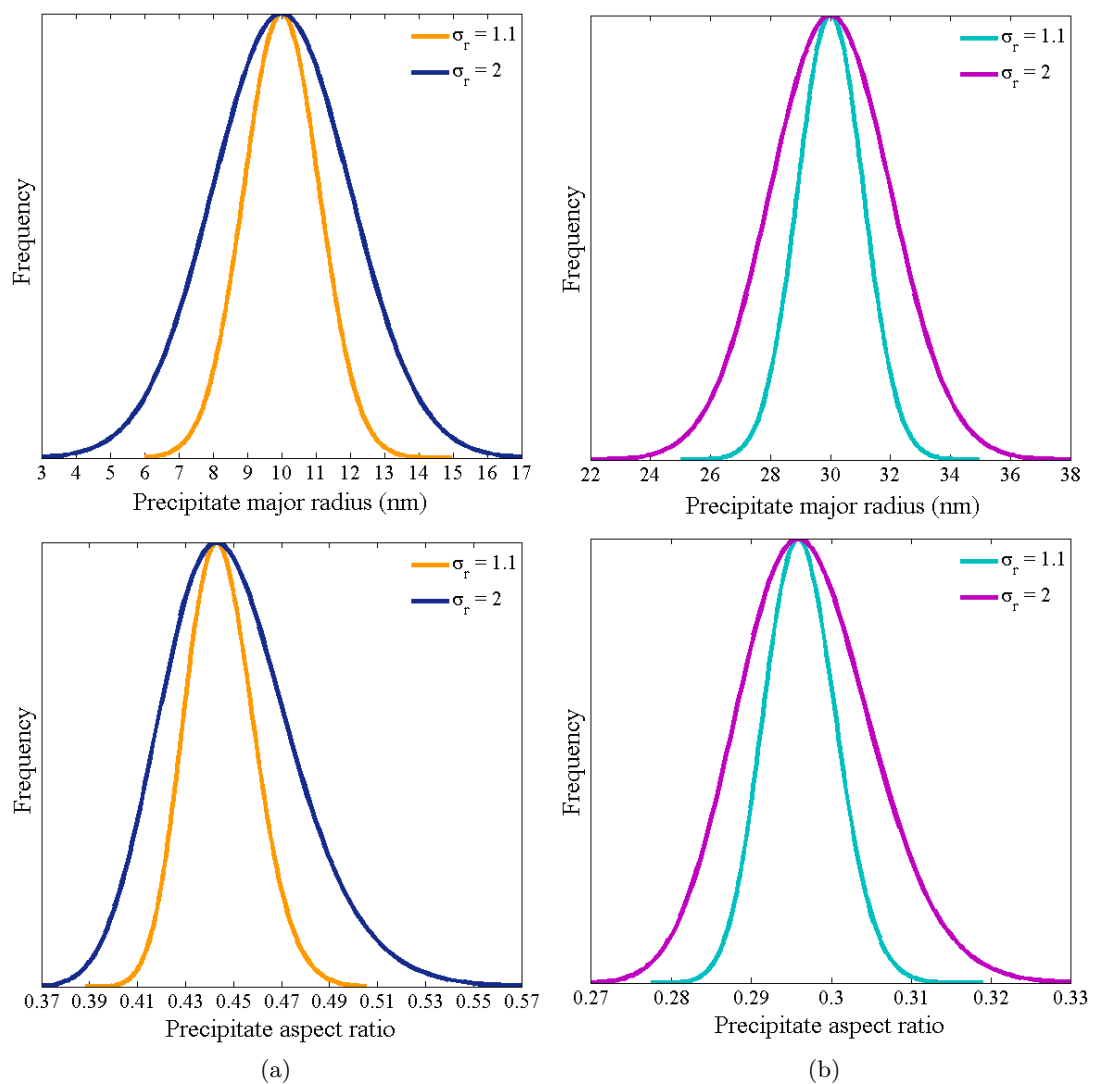 σr = 1.1
σr = 2
Frequency
3 4 5 6 7 8 9 10 11 12 13 14 15 16 17
Precipitate major radius (nm)
σr = 1.1
σr = 2
Frequency
22 24 26 28 30 32 34 36 38
Precipitate major radius (nm)
σr = 1.1
σr = 2
Frequency
0.37 0.39 0.41 0.43 0.45 0.47 0.49 0.51 0.53 0.55 0.57
Precipitate aspect ratio
(a)
σr = 1.1
σr = 2
Frequency
0.27 0.28 0.29 0.3 0.31 0.32 0.33
Precipitate aspect ratio
(b)